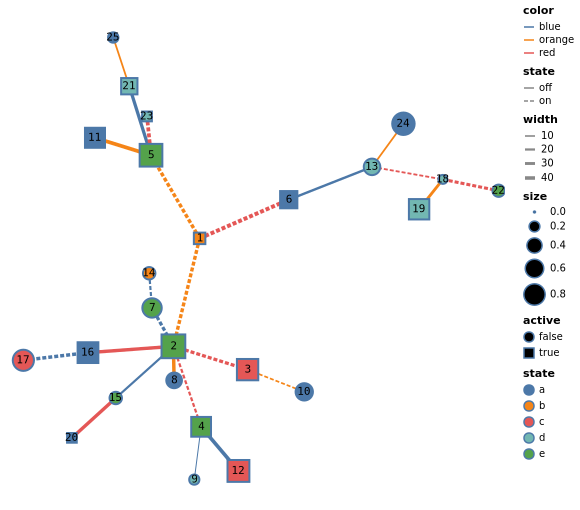 25
21
23
11
5
24
13
18
22
6
19
1
14
7
2
16
17
3
8
10
15
4
20
12
9
color
blue
orange
red
state
off
on
width
10
20
30
40
size
0.0
0.2
0.4
0.6
0.8
active
false
true
state
a
b
c
d
e